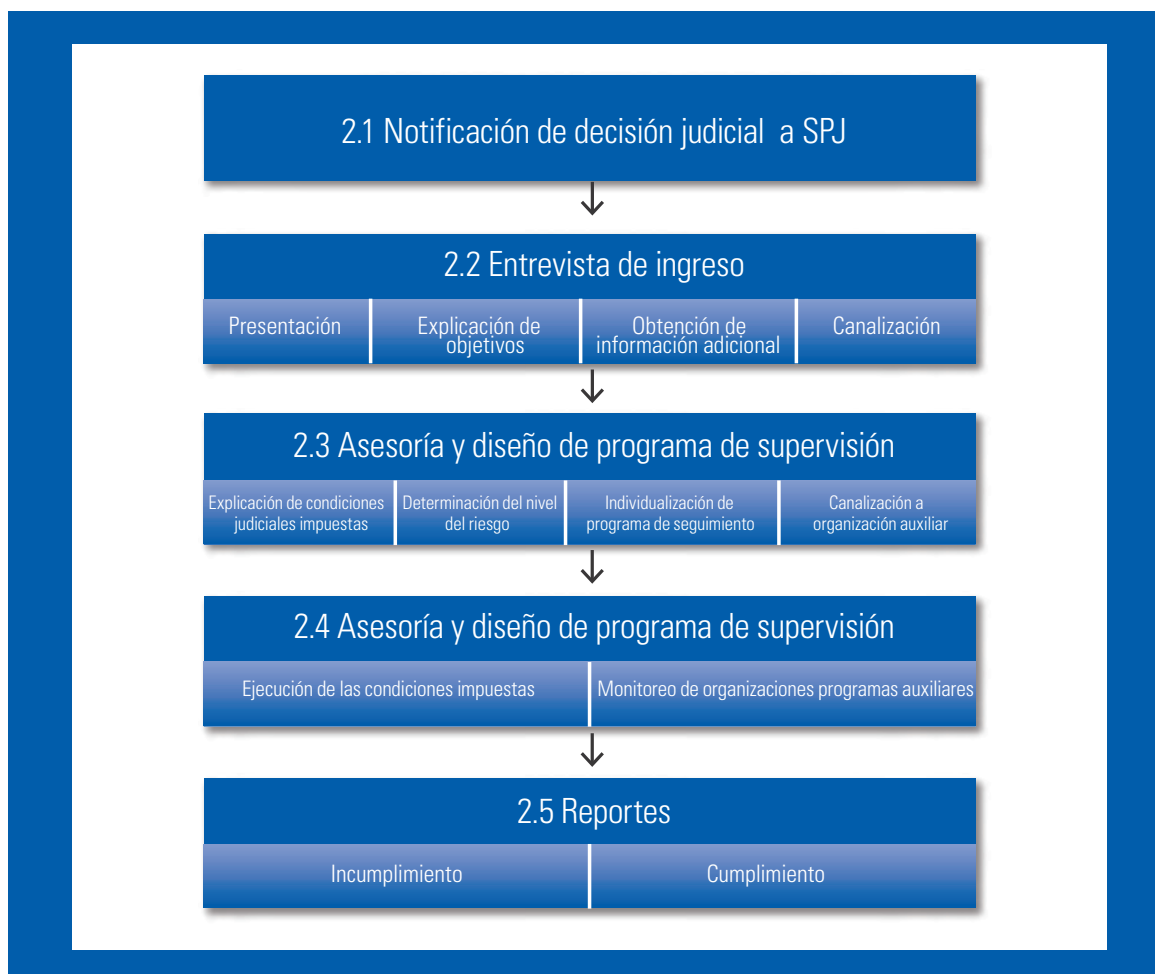 2.1 Notificación de decisión judicial a SPJ
2.2 Entrevista de ingreso
Presentación
Explicación de
objetivos
Obtención de
información adicional
Canalización
2.3 Asesoría y diseño de programa de supervisión
Explicación de condiciones
judiciales impuestas
Determinación del nivel
del riesgo
Individualización de
programa de seguimiento
Canalización a
organización auxiliar
2.4 Asesoría y diseño de programa de supervisión
Ejecución de las condiciones impuestas
Monitoreo de organizaciones programas auxiliares
2.5 Reportes
Incumplimiento
Cumplimiento